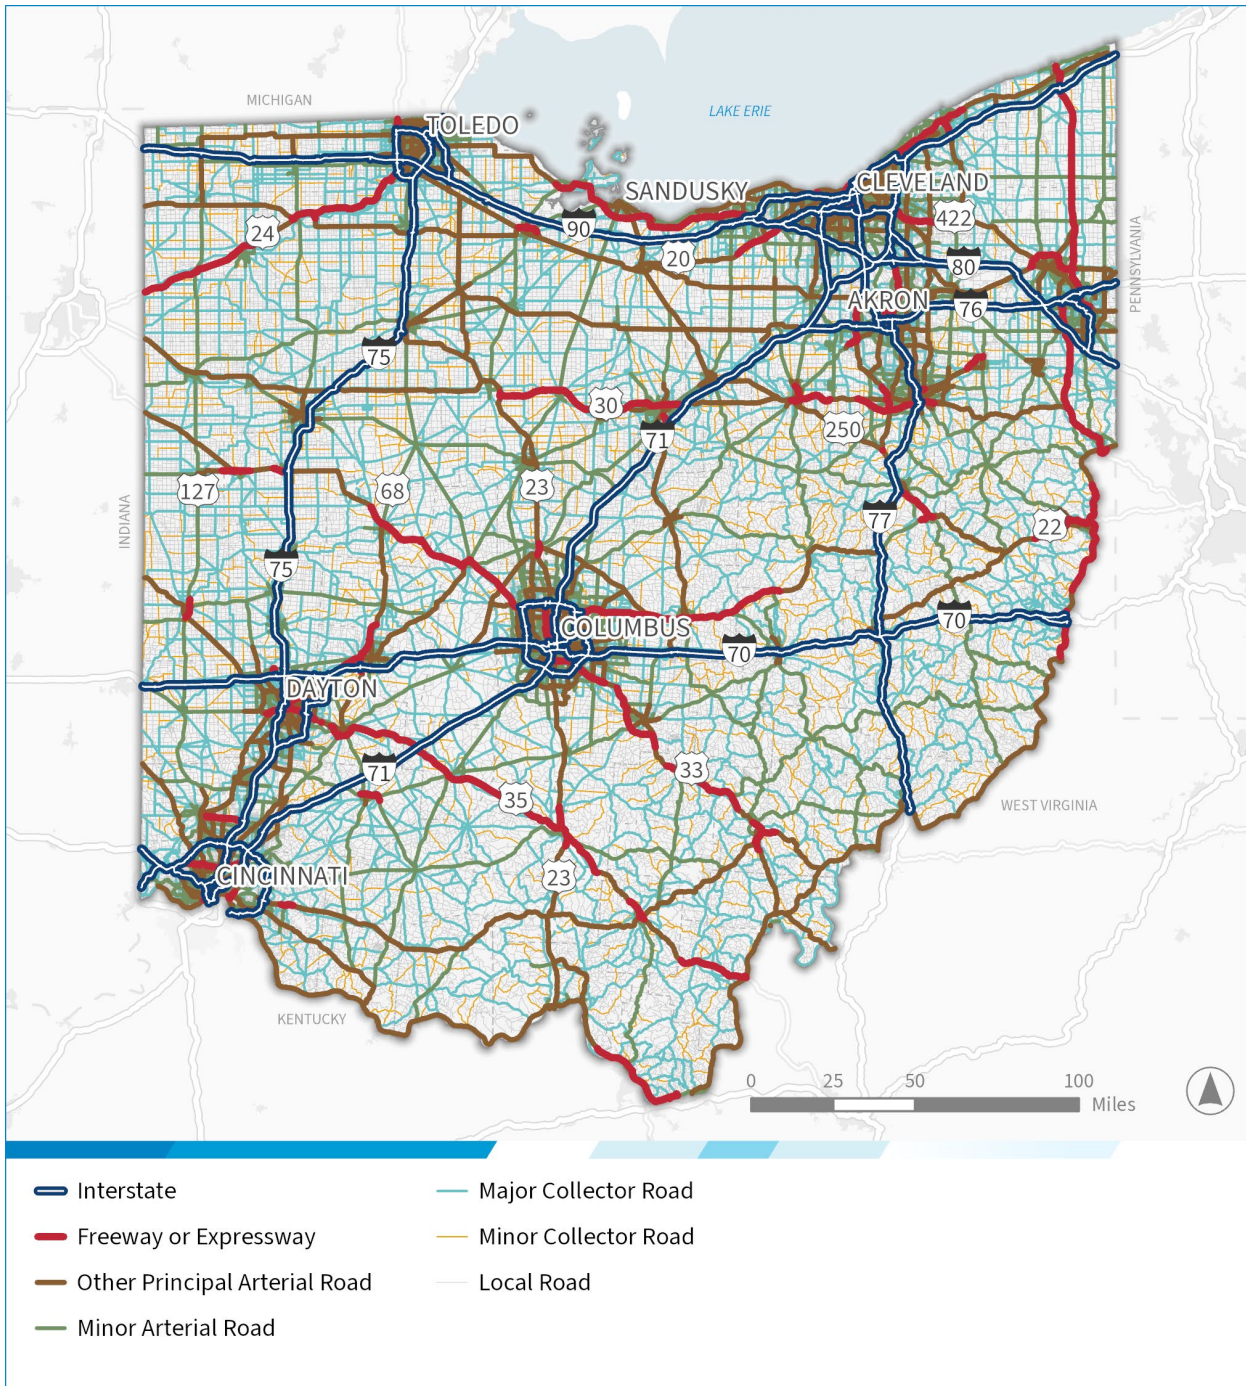 MICHIGAN
LAKE ERIE
TOLEDO
SANDUSKY
CLEVELAND
24
90
422
20
80
PENNSYLVANIA
AKRON
76
75
30
71
250
127
68
23
INDIANA
77
22
75
COLUMBUS
70
70
DAYTON
71
33
35
WEST VIRGINIA
CINCINNATI
23
KENTUCKY
0 25 50 100
Miles
Interstate
Freeway or Expressway
Other Principal Arterial Road
Minor Arterial Road
Major Collector Road
Minor Collector Road
Local Road